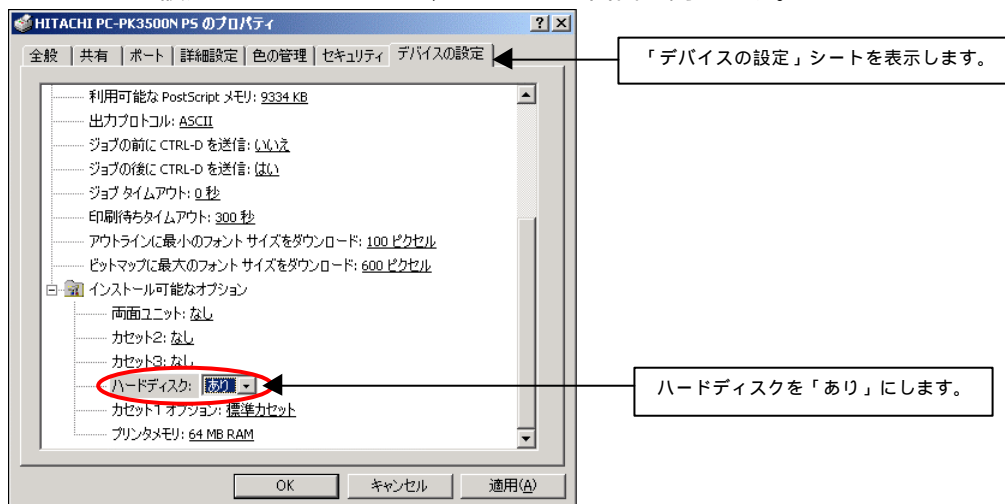 HITACHI PC-PK3500N PS のプロパティ
全般 共有 ポート 詳細設定 色の管理 セキュリティ デバイスの設定
「デバイスの設定」シートを表示します。
利用可能な PostScript メモリ: 9334 KB
出力プロトコル: ASCII
ジョブの前に CTRL-D を送信: いいえ
ジョブの後に CTRL-D を送信: はい
ジョブ タイムアウト: 0 秒
印刷待ちタイムアウト: 300 秒
アウトラインに最小のフォント サイズをダウンロード: 100 ピクセル
ビットマップに最大のフォント サイズをダウンロード: 600 ピクセル
インストール可能なオプション
両面ユニット: なし
カセット2: なし
カセット3: なし
ハードディスク: あり
ハードディスクを「あり」にします。
カセット1 オプション: 標準カセット
プリンタメモリ: 64 MB RAM
OK キャンセル 適用(A)